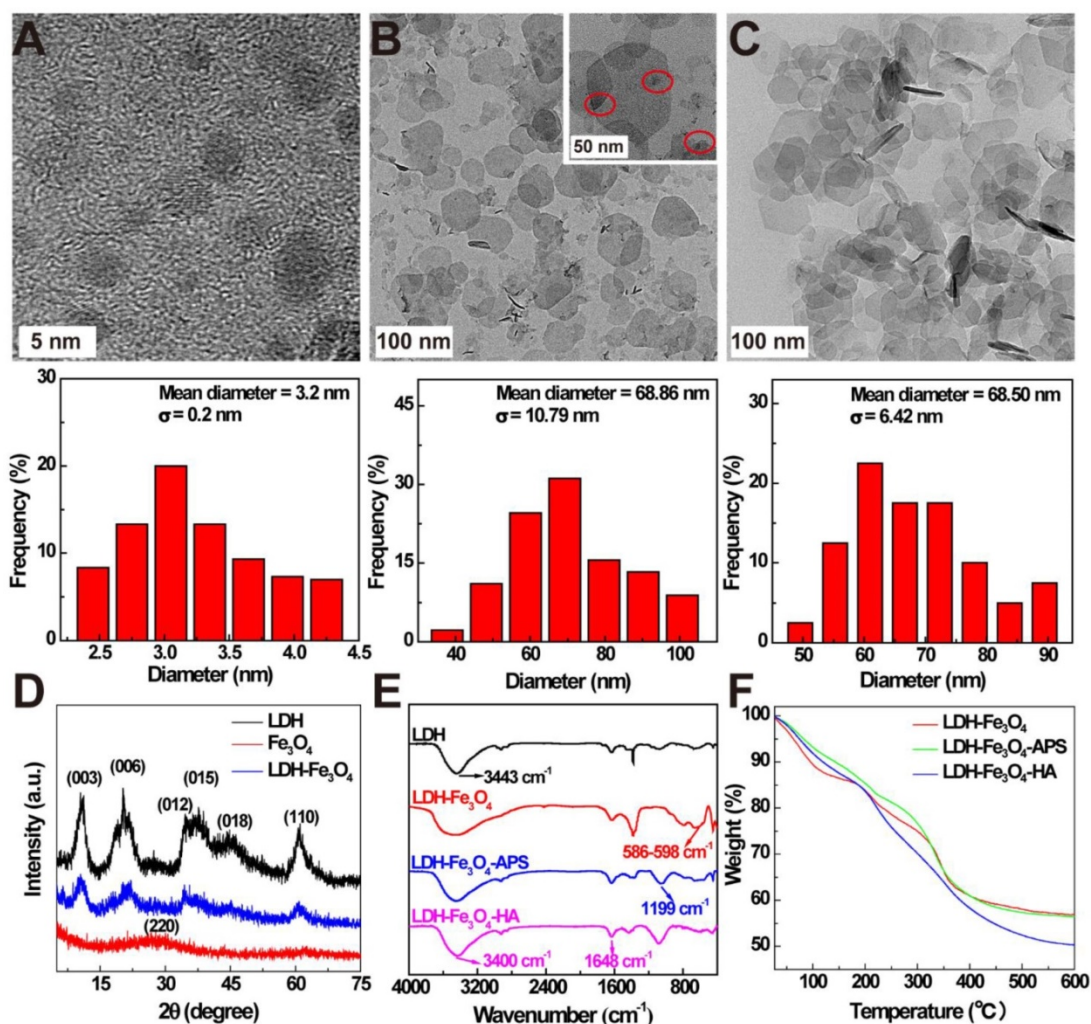 A
5 nm
B
50 nm
100 nm
C
100 nm
Mean diameter = 3.2 nm
σ = 0.2 nm
Frequency (%)
30
20
10
0
2.5 3.0 3.5 4.0 4.5
Diameter (nm)
Mean diameter = 68.86 nm
σ = 10.79 nm
Frequency (%)
45
30
15
0
40 60 80 100
Diameter (nm)
Mean diameter = 68.50 nm
σ = 6.42 nm
Frequency (%)
30
20
10
0
50 60 70 80 90
Diameter (nm)
D
LDH
Fe₃O₄
LDH-Fe₃O₄
(003)
(006)
(012)
(015)
(018)
(110)
(220)
Intensity (a.u.)
15 30 45 60 75
2θ (degree)
E
LDH
3443 cm⁻¹
LDH-Fe₃O₄
586-598 cm⁻¹
LDH-Fe₃O₄-APS
1199 cm⁻¹
LDH-Fe₃O₄-HA
3400 cm⁻¹
1648 cm⁻¹
4000 3200 2400 1600 800
Wavenumber (cm⁻¹)
F
LDH-Fe₃O₄
LDH-Fe₃O₄-APS
LDH-Fe₃O₄-HA
Weight (%)
100
90
80
70
60
50
100 200 300 400 500 600
Temperature (°C)